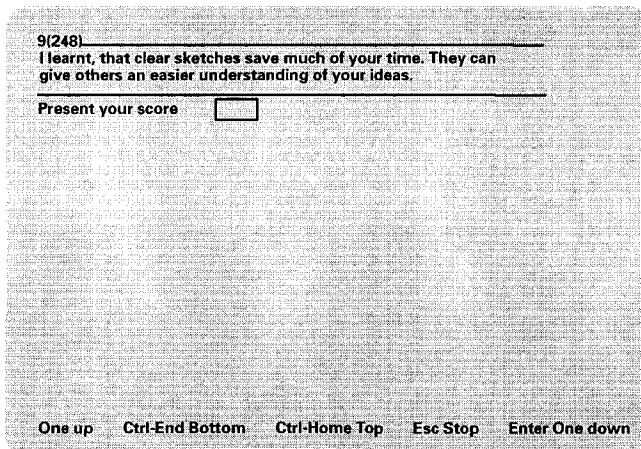 9(248)
I learnt, that clear sketches save much of your time. They can
give others an easier understanding of your ideas.
Present your score
One up Ctrl-End Bottom Ctrl-Home Top Esc Stop Enter One down